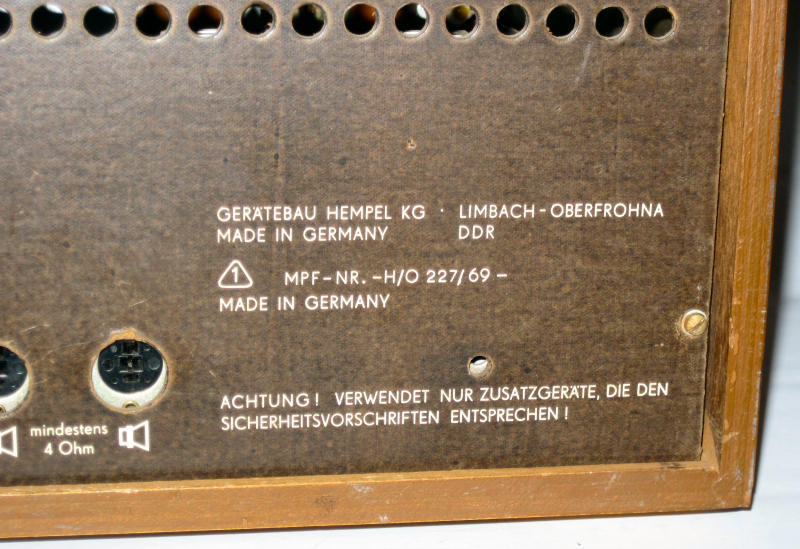 GERÄTEBAU HEMPEL KG · LIMBACH-OBERFROHNA
MADE IN GERMANY DDR
1 MPF-NR. -H/O 227/69 -
MADE IN GERMANY
ACHTUNG! VERWENDET NUR ZUSATZGERÄTE, DIE DEN
SICHERHEITSVORSCHRIFTEN ENTSPRECHEN!
mindestens
4 Ohm